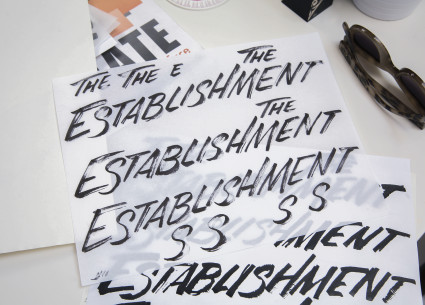 ATE
THE THE E THE
ESTABLISHMENT
THE
ESTABLISHMENT
ESTABLISHMENT
S S
S S
MENT
ESTABLISHMENT